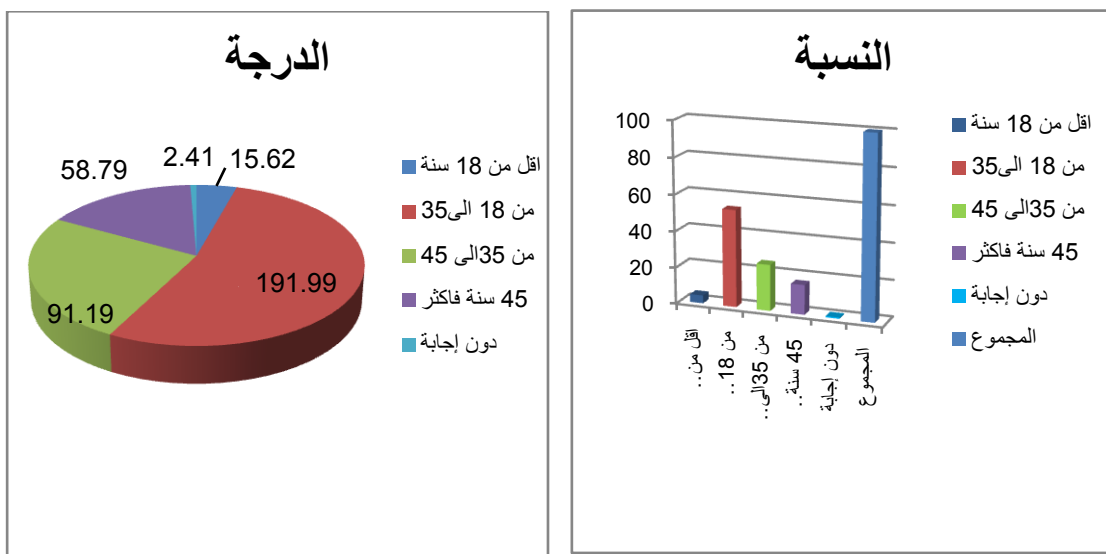 النسبة
100
80
60
40
20
0
اقل من..
من 18..
من 35الى..
45 سنة..
دون إجابة
المجموع
اقل من 18 سنة
من 18 الى35
من 35الى 45
45 سنة فاكثر
دون إجابة
المجموع
الدرجة
2.41
15.62
58.79
191.99
91.19
اقل من 18 سنة
من 18 الى35
من 35الى 45
45 سنة فاكثر
دون إجابة